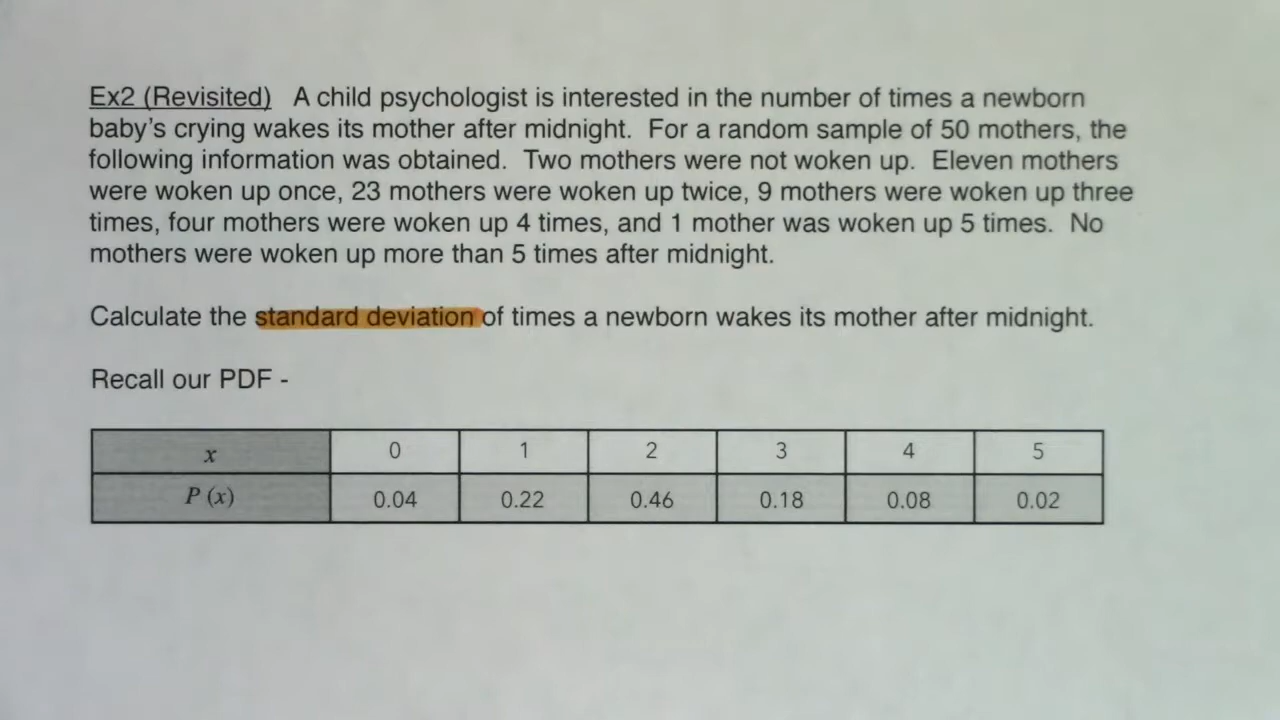 Ex2 (Revisited) A child psychologist is interested in the number of times a newborn
baby's crying wakes its mother after midnight. For a random sample of 50 mothers, the
following information was obtained. Two mothers were not woken up. Eleven mothers
were woken up once, 23 mothers were woken up twice, 9 mothers were woken up three
times, four mothers were woken up 4 times, and 1 mother was woken up 5 times. No
mothers were woken up more than 5 times after midnight.
Calculate the standard deviation of times a newborn wakes its mother after midnight.
Recall our PDF -
x 0 1 2 3 4 5
P (x) 0.04 0.22 0.46 0.18 0.08 0.02